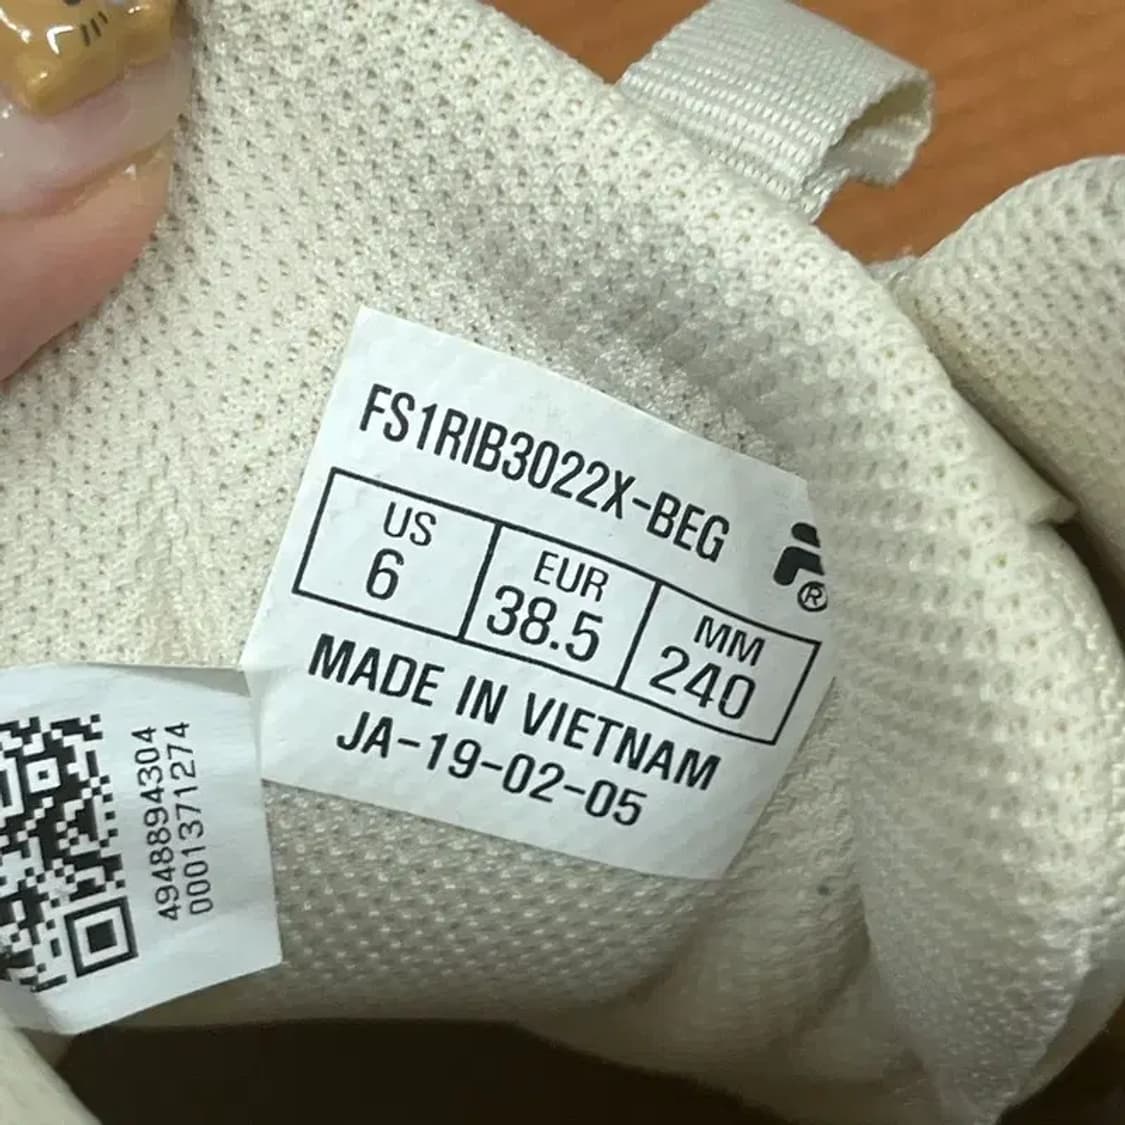 FS1RIB3022X-BEG
US EUR MM
6 38.5 240
MADE IN VIETNAM
JA-19-02-05
4948894304
0001371274